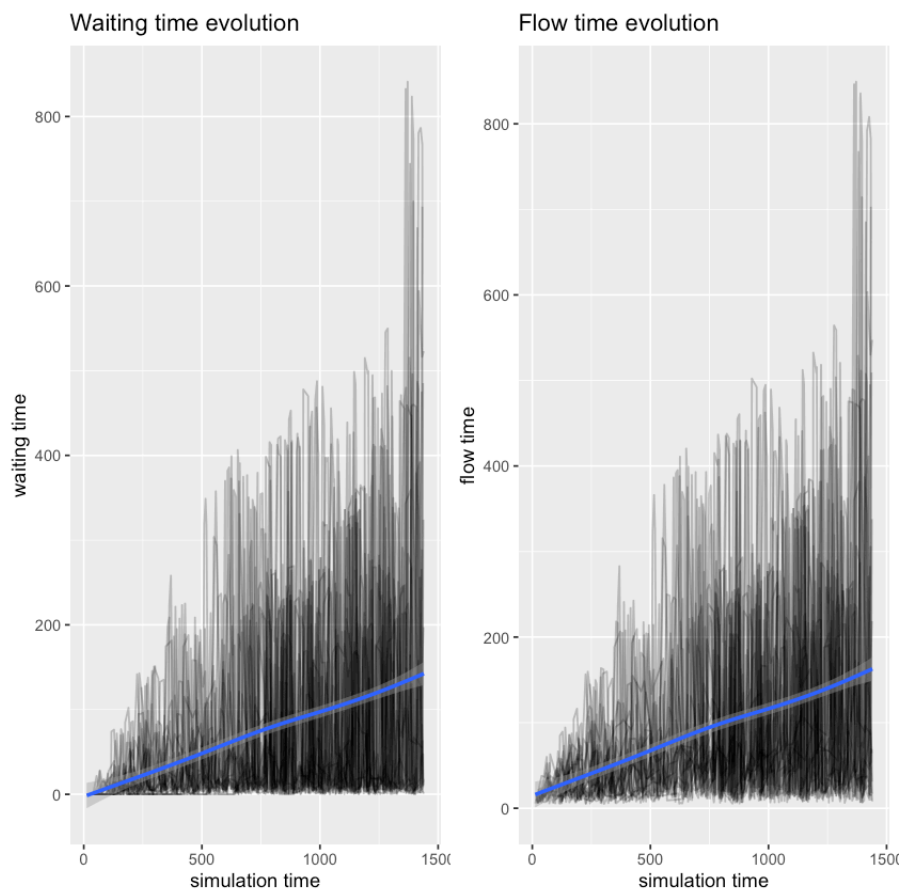 Waiting time evolution
800
600
400
200
0
waiting time
0 500 1000 1500
simulation time
Flow time evolution
800
600
400
200
0
flow time
0 500 1000 1500
simulation time